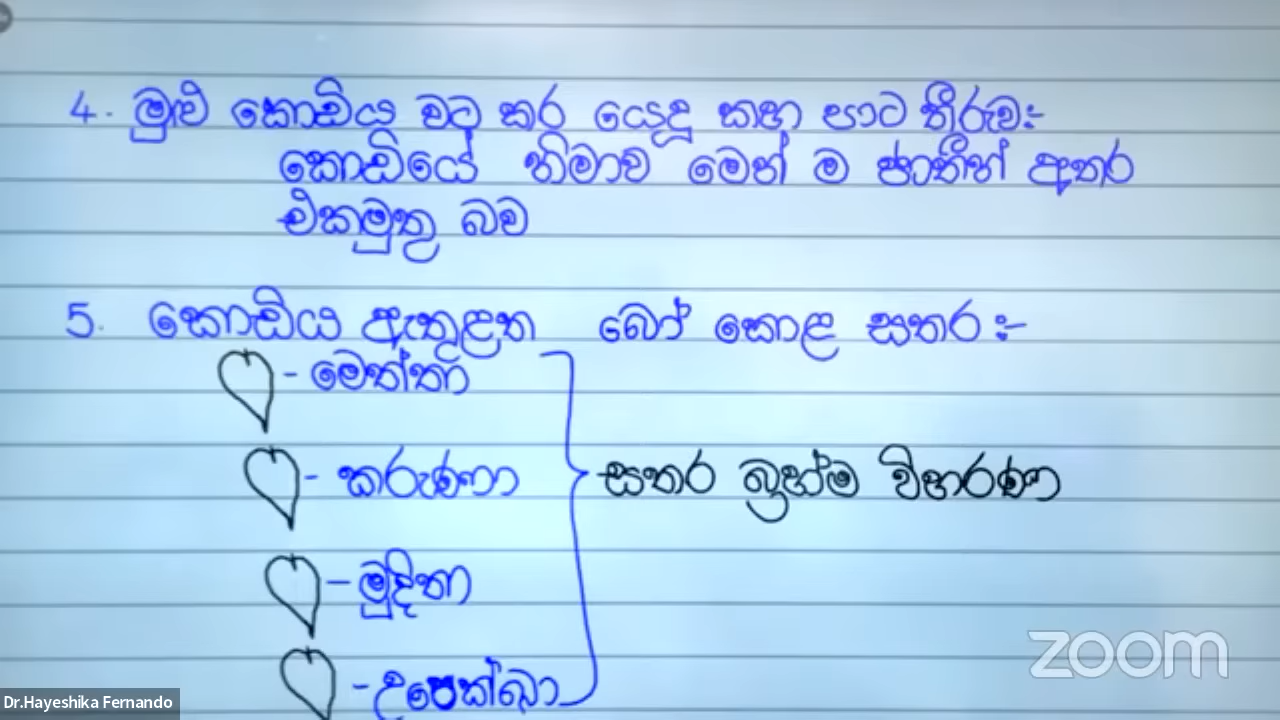 4. මුළු කොඩිය වට කර යෙදූ කහ පාට තීරුව:-
කොඩියේ නිමාව මෙන් ම ජාතීන් අතර
එකමුතු බව
5. කොඩිය ඇතුළත බෝ කොළ සතර :-
- මෙත්තා
- කරුණා
සතර බ්‍රහ්ම විහරණ
- මුදිතා
- උපෙක්ඛා
zoom
Dr.Hayeshika Fernando